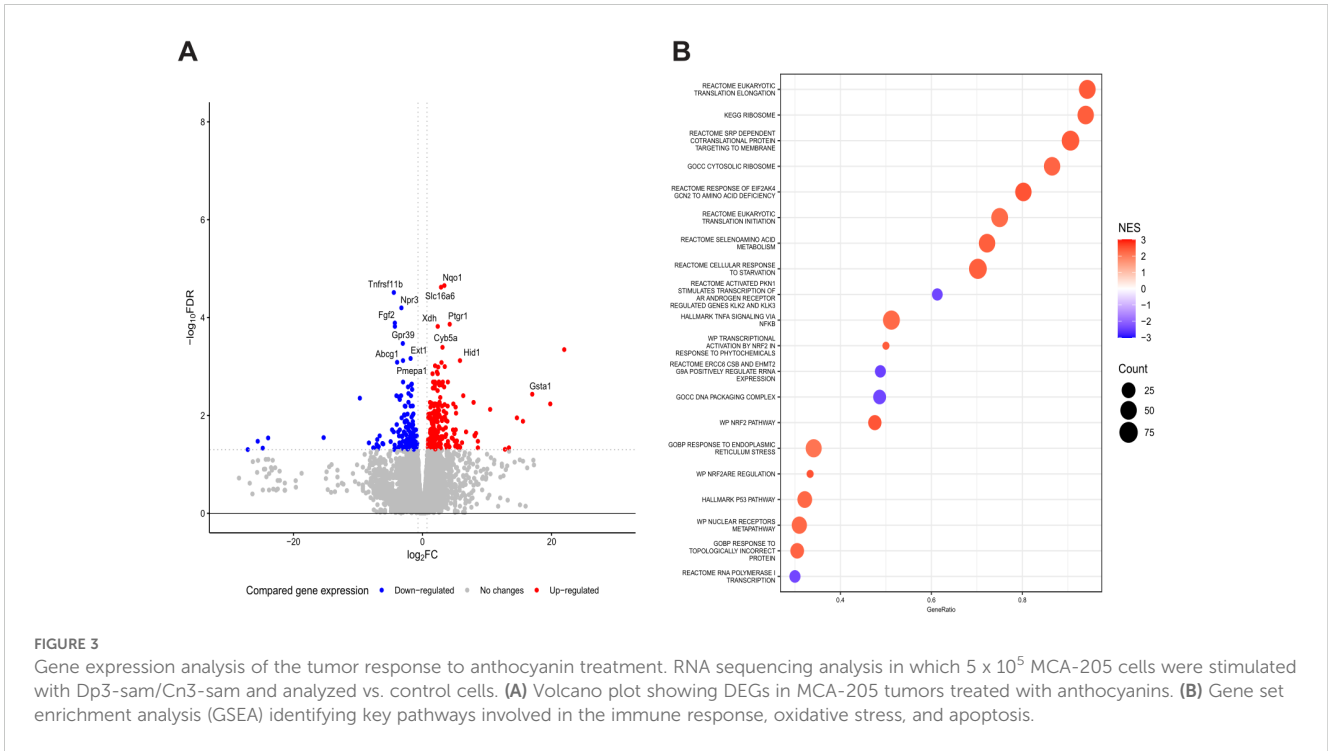 A
B
8
6
4
2
0
−log10FDR
Nqo1
Tnfrsf11b
Slc16a6
Npr3
Fgf2
Xdh
Ptgr1
Gpr39
Cyb5a
Abcg1
Ext1
Hid1
Pmepa1
Gsta1
−20
0
20
log2FC
Compared gene expression
Down-regulated
No changes
Up-regulated
REACTOME EUKARYOTIC
TRANSLATION ELONGATION
KEGG RIBOSOME
REACTOME SRP DEPENDENT
COTRANSLATIONAL PROTEIN
TARGETING TO MEMBRANE
GOCC CYTOSOLIC RIBOSOME
REACTOME RESPONSE OF EIF2AK4
GCN2 TO AMINO ACID DEFICIENCY
REACTOME EUKARYOTIC
TRANSLATION INITIATION
REACTOME SELENOAMINO ACID
METABOLISM
REACTOME CELLULAR RESPONSE
TO STARVATION
REACTOME ACTIVATED PKN1
STIMULATES TRANSCRIPTION OF
AR ANDROGEN RECEPTOR
REGULATED GENES KLK2 AND KLK3
HALLMARK TNFA SIGNALING VIA
NFKB
WP TRANSCRIPTIONAL
ACTIVATION BY NRF2 IN
RESPONSE TO PHYTOCHEMICALS
REACTOME ERCC6 CSB AND EHMT2
G9A POSITIVELY REGULATE RRNA
EXPRESSION
GOCC DNA PACKAGING COMPLEX
WP NRF2 PATHWAY
GOBP RESPONSE TO ENDOPLASMIC
RETICULUM STRESS
WP NRF2ARE REGULATION
HALLMARK P53 PATHWAY
WP NUCLEAR RECEPTORS
METAPATHWAY
GOBP RESPONSE TO
TOPOLOGICALLY INCORRECT
PROTEIN
REACTOME RNA POLYMERASE I
TRANSCRIPTION
0.4
0.6
0.8
GeneRatio
NES
3
2
1
0
−1
−2
−3
Count
25
50
75
FIGURE 3
Gene expression analysis of the tumor response to anthocyanin treatment. RNA sequencing analysis in which 5 x 10⁵ MCA-205 cells were stimulated
with Dp3-sam/Cn3-sam and analyzed vs. control cells. (A) Volcano plot showing DEGs in MCA-205 tumors treated with anthocyanins. (B) Gene set
enrichment analysis (GSEA) identifying key pathways involved in the immune response, oxidative stress, and apoptosis.